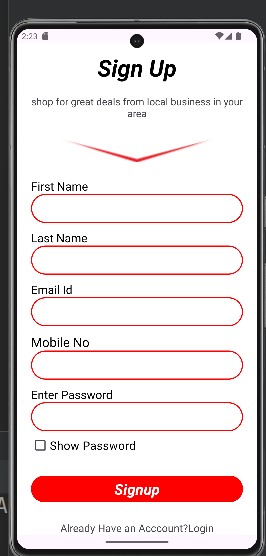 2:23
Sign Up
shop for great deals from local business in your
area
First Name
Last Name
Email Id
Mobile No
Enter Password
Show Password
Signup
Already Have an Acccount?Login
A